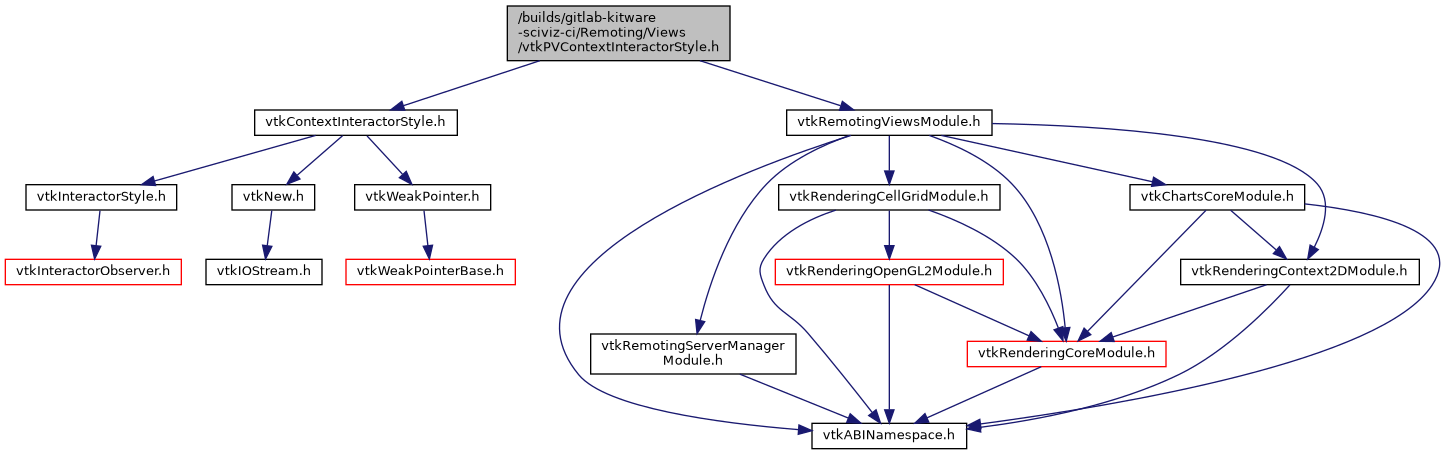 /builds/gitlab-kitware
-sciviz-ci/Remoting/Views
/vtkPVContextInteractorStyle.h
vtkContextInteractorStyle.h
vtkRemotingViewsModule.h
vtkInteractorStyle.h
vtkNew.h
vtkWeakPointer.h
vtkRenderingCellGridModule.h
vtkChartsCoreModule.h
vtkInteractorObserver.h
vtkIOStream.h
vtkWeakPointerBase.h
vtkRenderingOpenGL2Module.h
vtkRenderingContext2DModule.h
vtkRemotingServerManager
Module.h
vtkRenderingCoreModule.h
vtkABINamespace.h